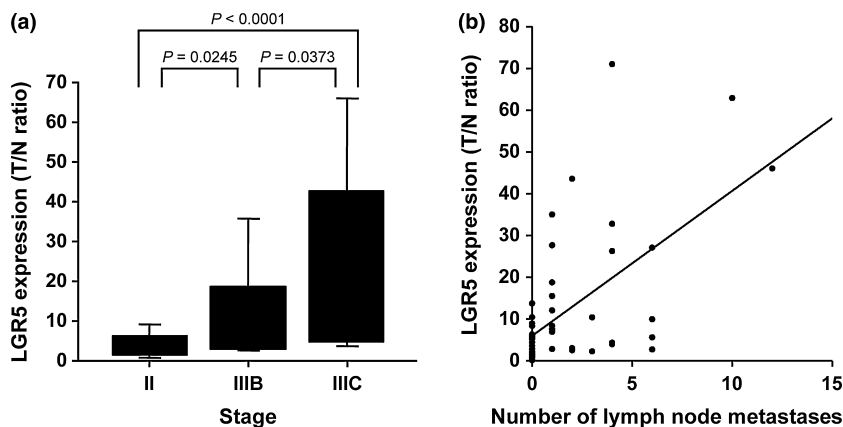 (a)
P < 0.0001
P = 0.0245
P = 0.0373
LGR5 expression (T/N ratio)
70
60
50
40
30
20
10
0
II IIIB IIIC
Stage
(b)
LGR5 expression (T/N ratio)
80
70
60
50
40
30
20
10
0
0 5 10 15
Number of lymph node metastases